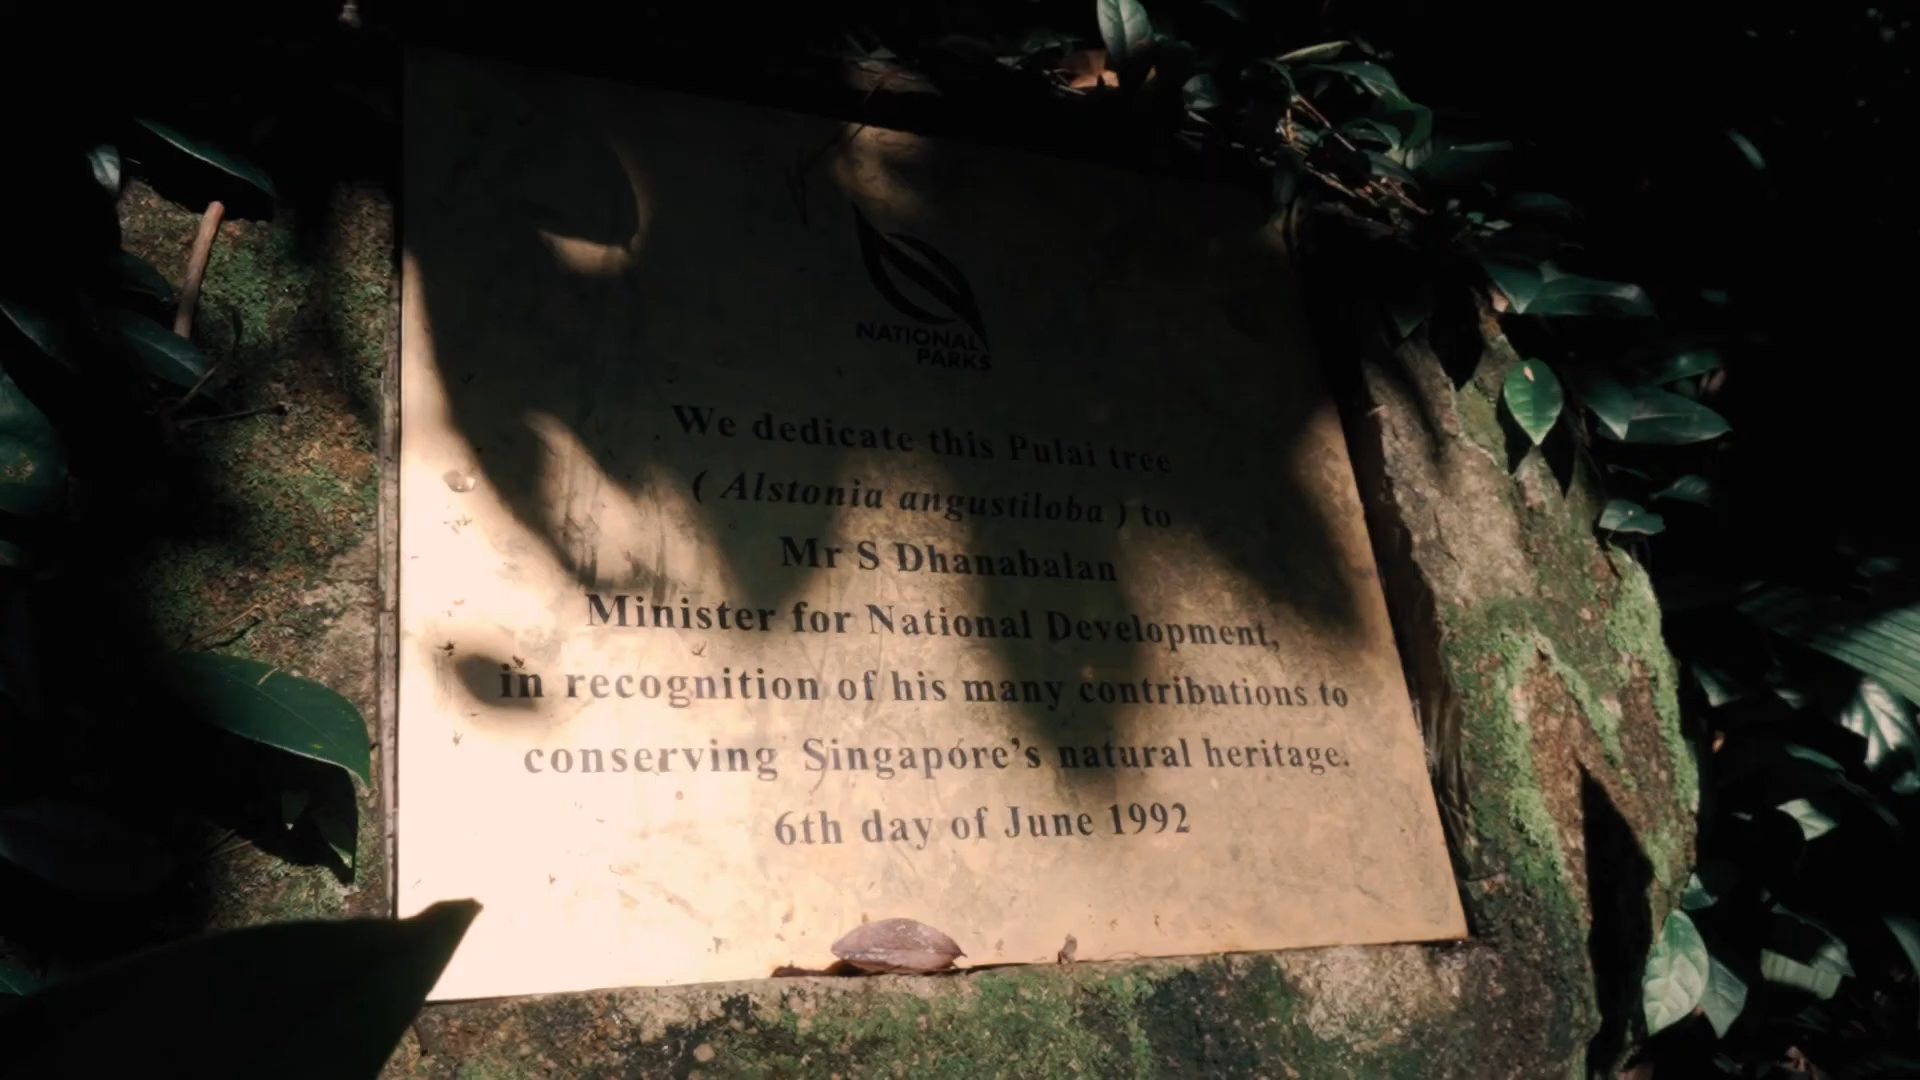 NATIONAL
PARKS
We dedicate this Pulai tree
( Alstonia angustiloba ) to
Mr S Dhanabalan
Minister for National Development,
in recognition of his many contributions to
conserving Singapore’s natural heritage.
6th day of June 1992